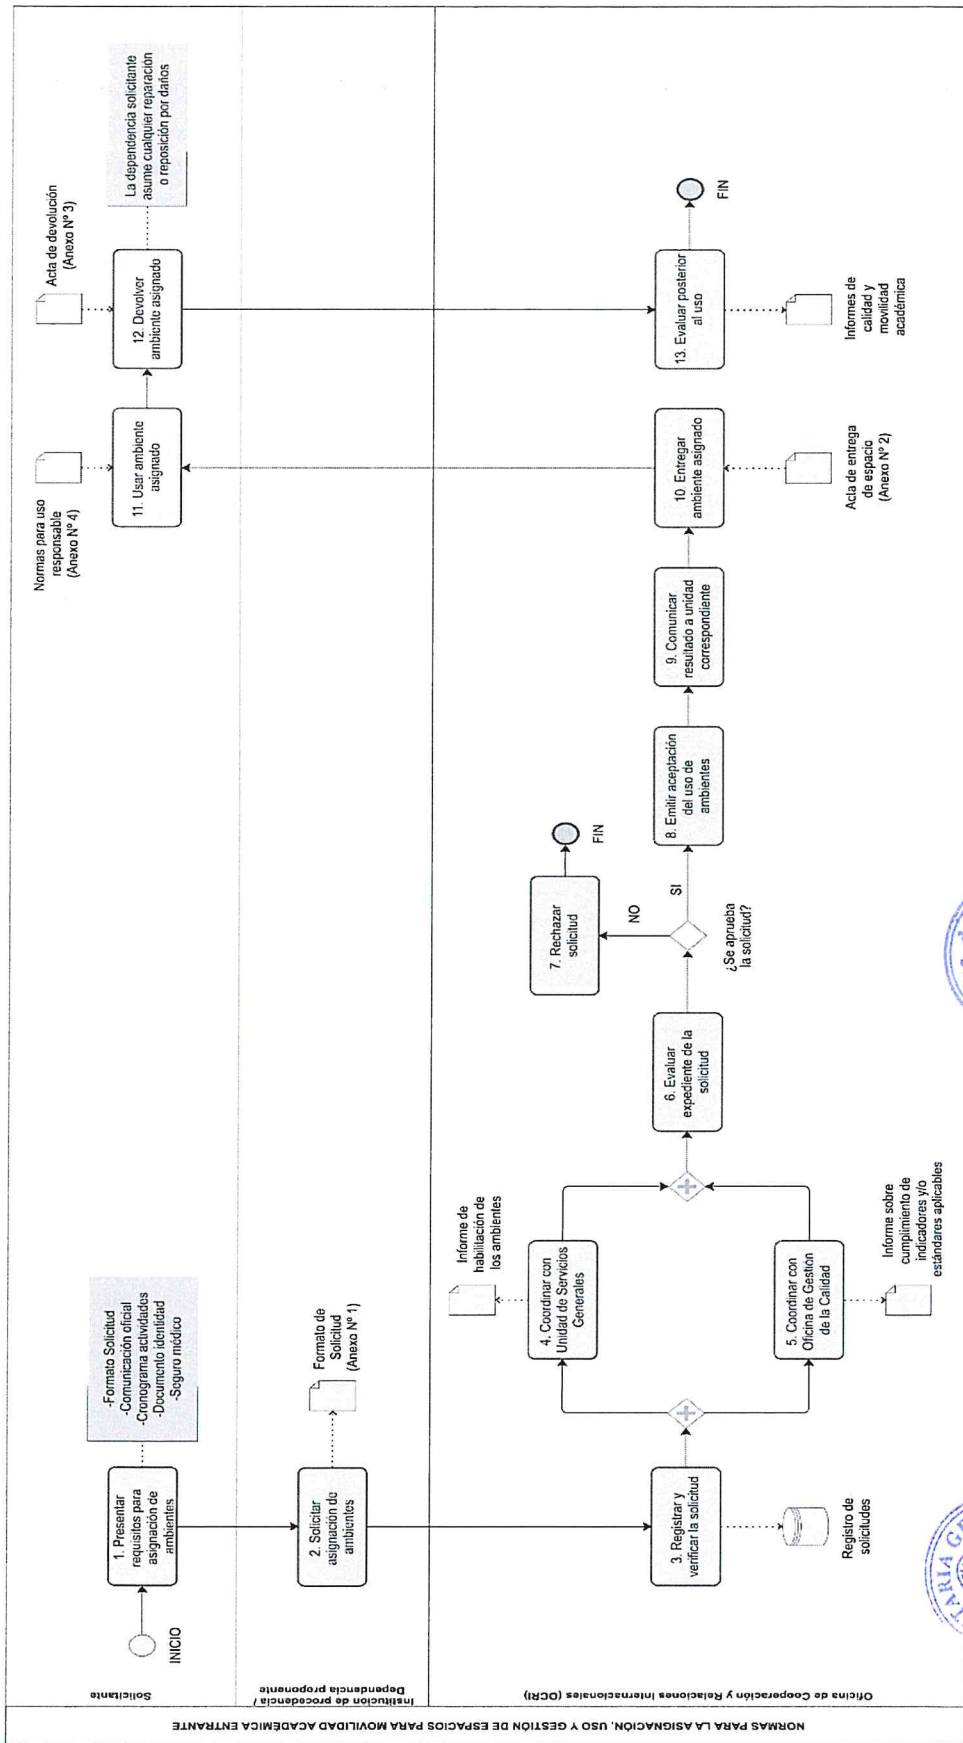 NORMAS PARA LA ASIGNACIÓN, USO Y GESTIÓN DE ESPACIOS PARA MOVILIDAD ACADÉMICA ENTRANTE
Solicitante
INICIO
1. Presentar
requisitos para
asignación de
ambientes
-Formato Solicitud
-Comunicación oficial
-Cronograma actividades
-Documento identidad
-Seguro médico
Normas para uso
responsable
(Anexo Nº 4)
11. Usar ambiente
asignado
Acta de devolución
(Anexo Nº 3)
12. Devolver
ambiente asignado
La dependencia solicitante
asume cualquier reparación
o reposición por daños
Institución de procedencia /
Dependencia proponente
2. Solicitar
asignación de
ambientes
Formato de
Solicitud
(Anexo Nº 1)
Oficina de Cooperación y Relaciones Internacionales (OCRI)
3. Registrar y
verificar la solicitud
Registro de
solicitudes
Informe de
habilitación de
los ambientes
4. Coordinar con
Unidad de Servicios
Generales
5. Coordinar con
Oficina de Gestión
de la Calidad
Informe sobre
cumplimiento de
indicadores y/o
estándares aplicables
6. Evaluar
expediente de la
solicitud
¿Se aprueba
la solicitud?
NO
7. Rechazar
solicitud
FIN
SI
8. Emitir aceptación
del uso de
ambientes
9. Comunicar
resultado a unidad
correspondiente
10. Entregar
ambiente asignado
Acta de entrega
de espacio
(Anexo Nº 2)
13. Evaluar posterior
al uso
Informes de
calidad y
movilidad
académica
FIN